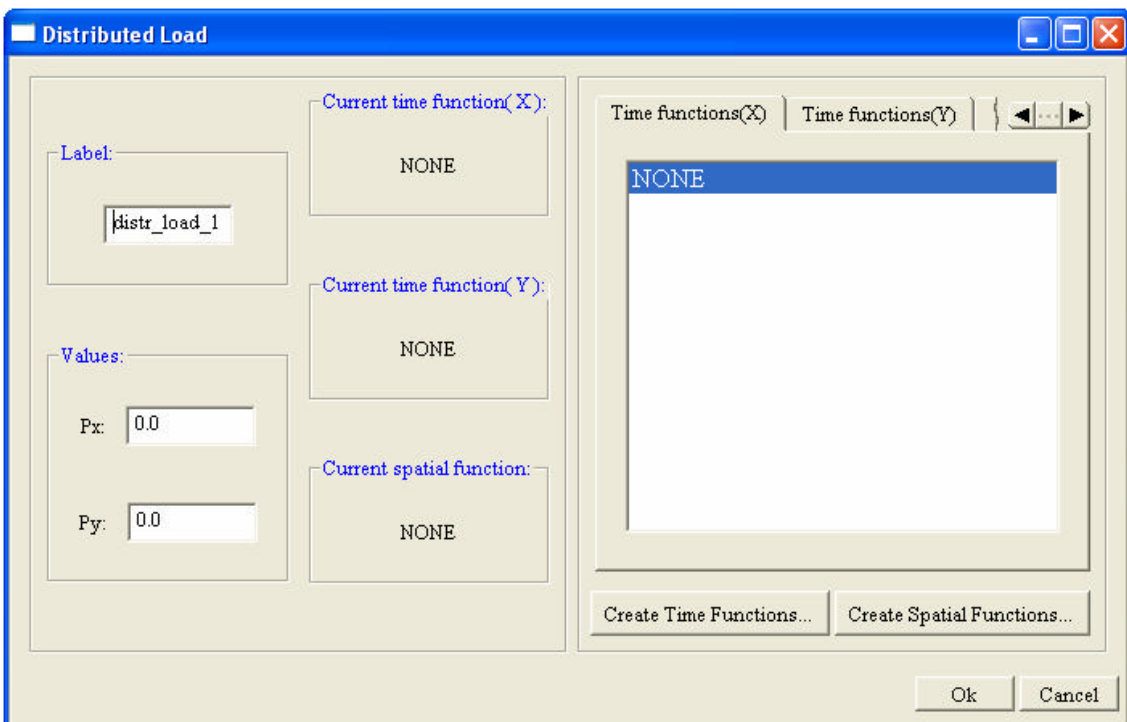 Distributed Load
Label:
distr_load_1
Values:
Px: 0.0
Py: 0.0
Current time function(X):
NONE
Current time function(Y):
NONE
Current spatial function:
NONE
Time functions(X) Time functions(Y)
NONE
Create Time Functions... Create Spatial Functions...
Ok Cancel